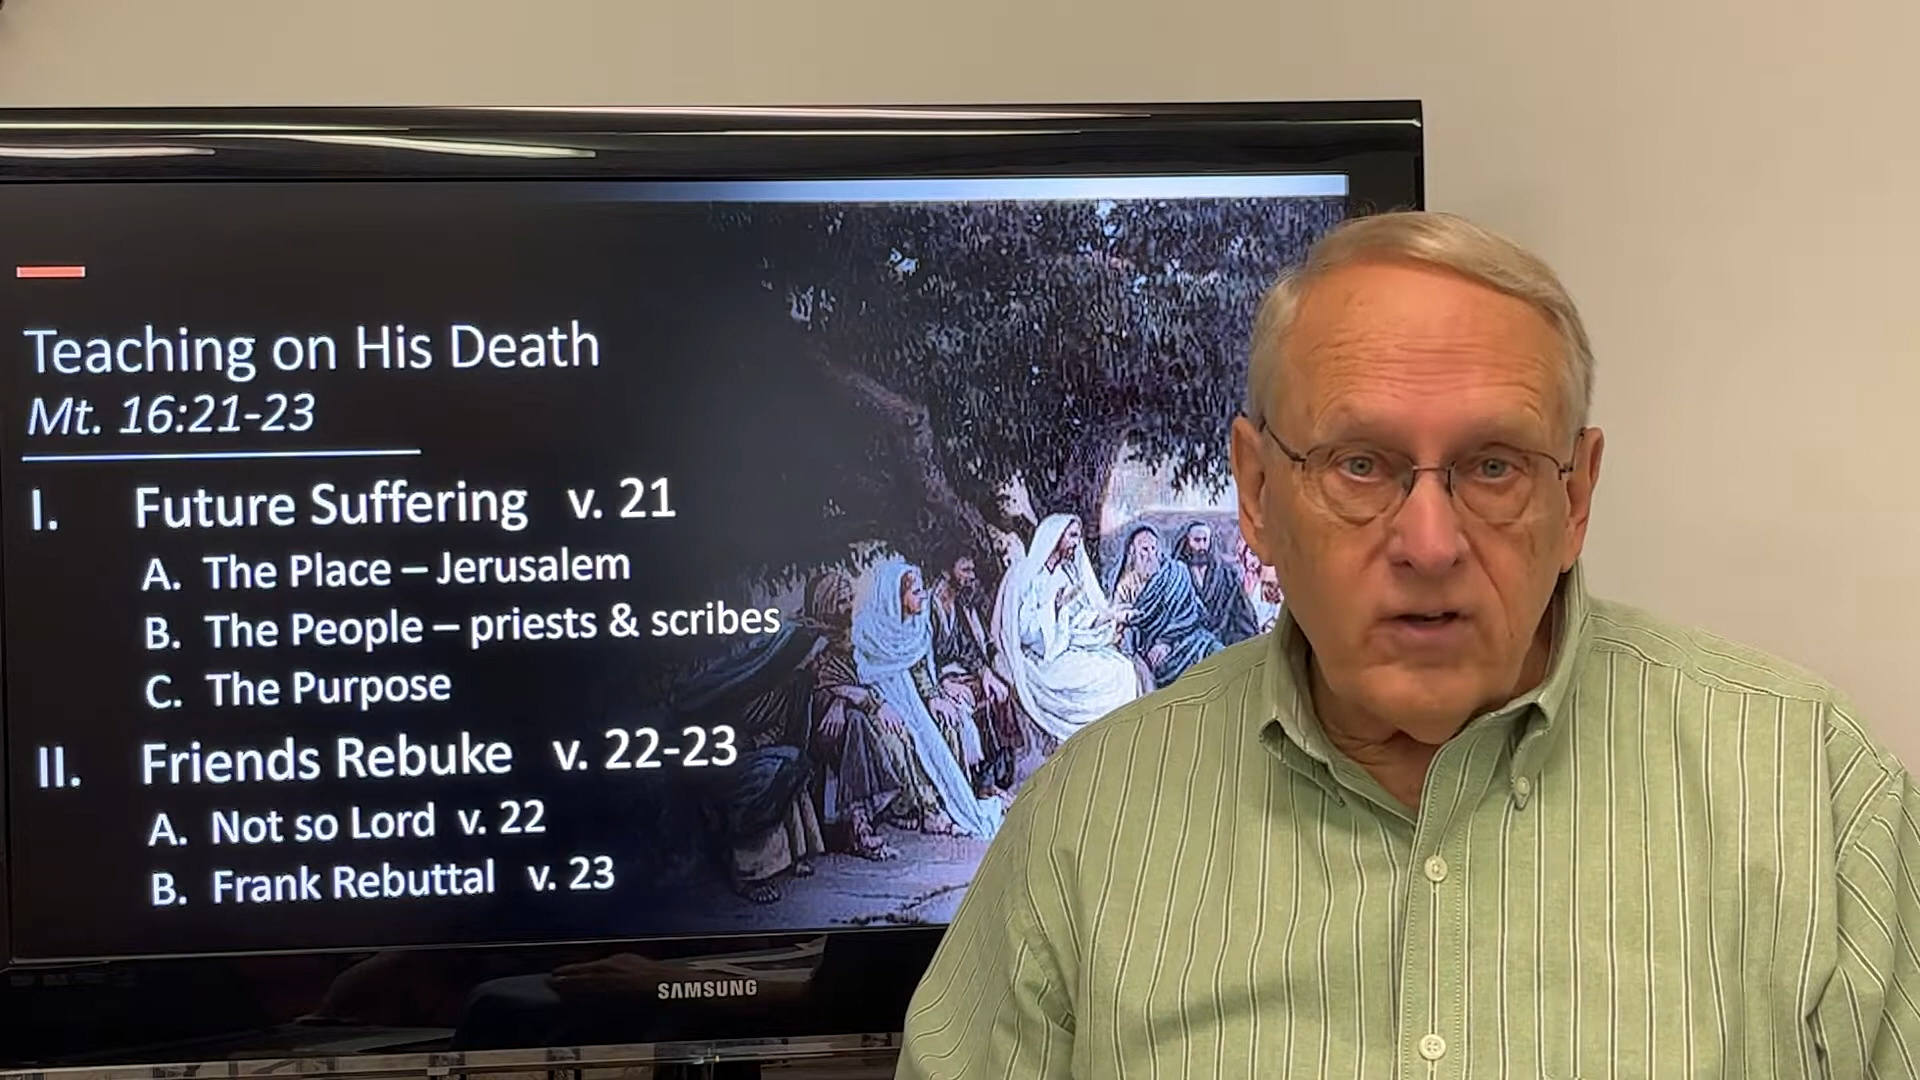 Teaching on His Death
Mt. 16:21-23
I. Future Suffering v. 21
A. The Place – Jerusalem
B. The People – priests & scribes
C. The Purpose
II. Friends Rebuke v. 22-23
A. Not so Lord v. 22
B. Frank Rebuttal v. 23
SAMSUNG